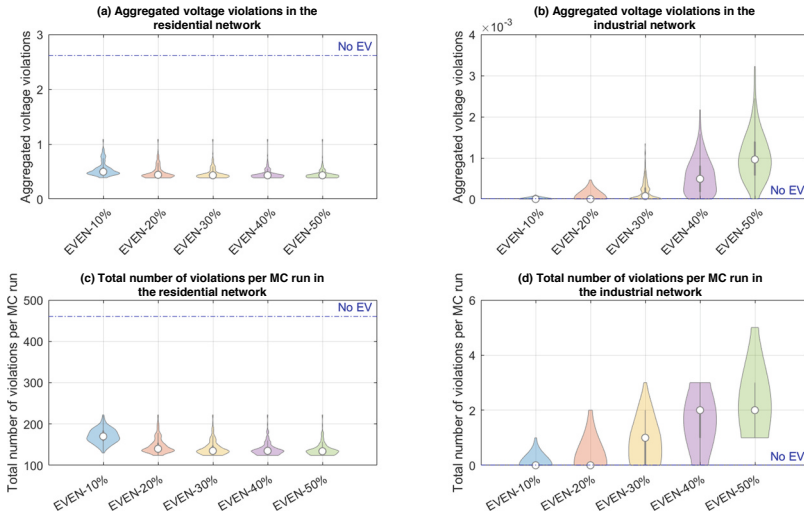 (a) Aggregated voltage violations in the
residential network
Aggregated voltage violations
3
2
1
0
No EV
EVEN-10%
EVEN-20%
EVEN-30%
EVEN-40%
EVEN-50%
(b) Aggregated voltage violations in the
industrial network
×10⁻³
Aggregated voltage violations
4
3
2
1
0
No EV
EVEN-10%
EVEN-20%
EVEN-30%
EVEN-40%
EVEN-50%
(c) Total number of violations per MC run in
the residential network
Total number of violations per MC run
500
400
300
200
100
No EV
EVEN-10%
EVEN-20%
EVEN-30%
EVEN-40%
EVEN-50%
(d) Total number of violations per MC run in
the industrial network
Total number of violations per MC run
6
4
2
0
No EV
EVEN-10%
EVEN-20%
EVEN-30%
EVEN-40%
EVEN-50%